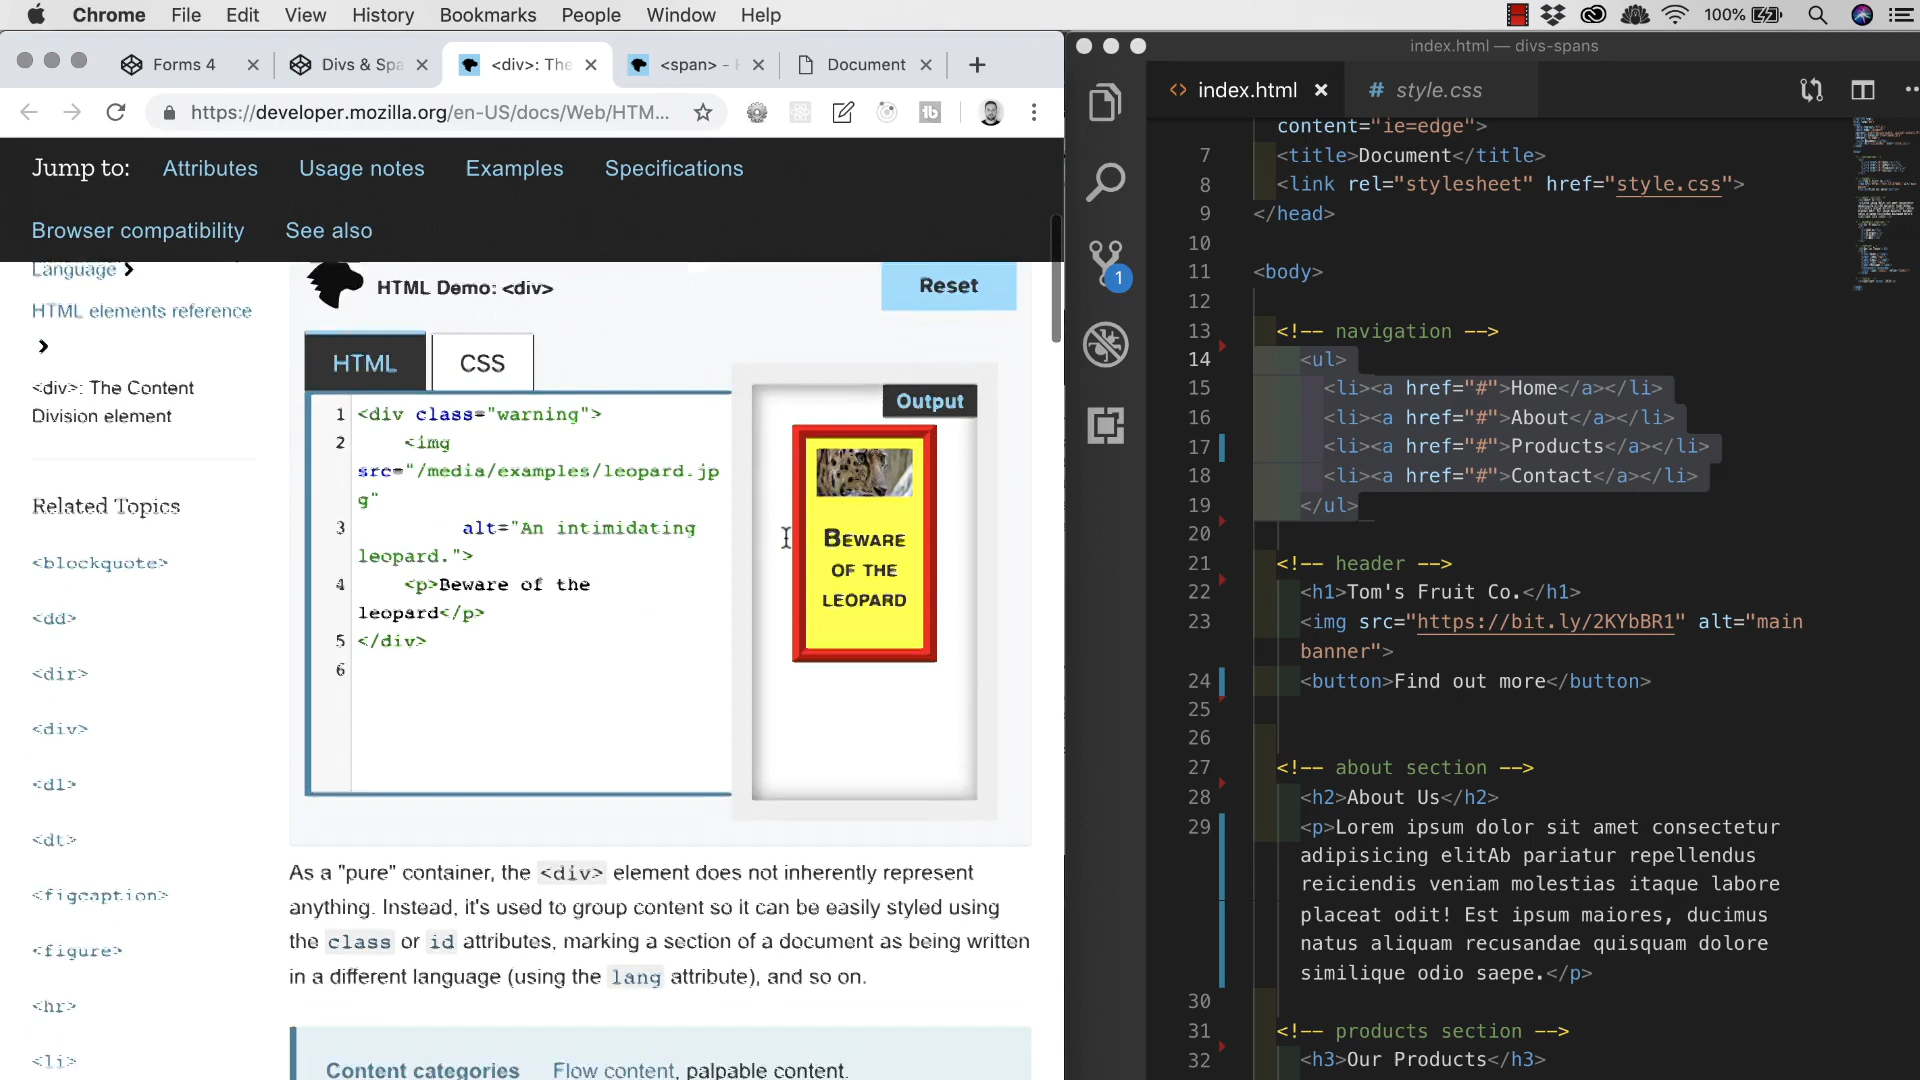 Chrome File Edit View History Bookmarks People Window Help 100%
Forms 4
Divs & Spa
<div>: The
<span> - H
Document
https://developer.mozilla.org/en-US/docs/Web/HTM...
Jump to: Attributes Usage notes Examples Specifications
Browser compatibility See also
Language
HTML elements reference
<div>: The Content
Division element
Related Topics
<blockquote>
<dd>
<dir>
<div>
<dl>
<dt>
<figcaption>
<figure>
<hr>
<li>
HTML Demo: <div>
Reset
HTML CSS
1 <div class="warning">
2 <img
src="/media/examples/leopard.jp
g"
3 alt="An intimidating
leopard.">
4 <p>Beware of the
leopard</p>
5 </div>
6
Output
Beware
of the
leopard
As a "pure" container, the <div> element does not inherently represent
anything. Instead, it's used to group content so it can be easily styled using
the class or id attributes, marking a section of a document as being written
in a different language (using the lang attribute), and so on.
Content categories Flow content, palpable content.
index.html — divs-spans
<> index.html
# style.css
1
content="ie=edge">
7 <title>Document</title>
8 <link rel="stylesheet" href="style.css">
9 </head>
10
11 <body>
12
13 <!-- navigation -->
14 <ul>
15 <li><a href="#">Home</a></li>
16 <li><a href="#">About</a></li>
17 <li><a href="#">Products</a></li>
18 <li><a href="#">Contact</a></li>
19 </ul>
20
21 <!-- header -->
22 <h1>Tom's Fruit Co.</h1>
23 <img src="https://bit.ly/2KYbBR1" alt="main
banner">
24 <button>Find out more</button>
25
26
27 <!-- about section -->
28 <h2>About Us</h2>
29 <p>Lorem ipsum dolor sit amet consectetur
adipisicing elitAb pariatur repellendus
reiciendis veniam molestias itaque labore
placeat odit! Est ipsum maiores, ducimus
natus aliquam recusandae quisquam dolore
similique odio saepe.</p>
30
31 <!-- products section -->
32 <h3>Our Products</h3>